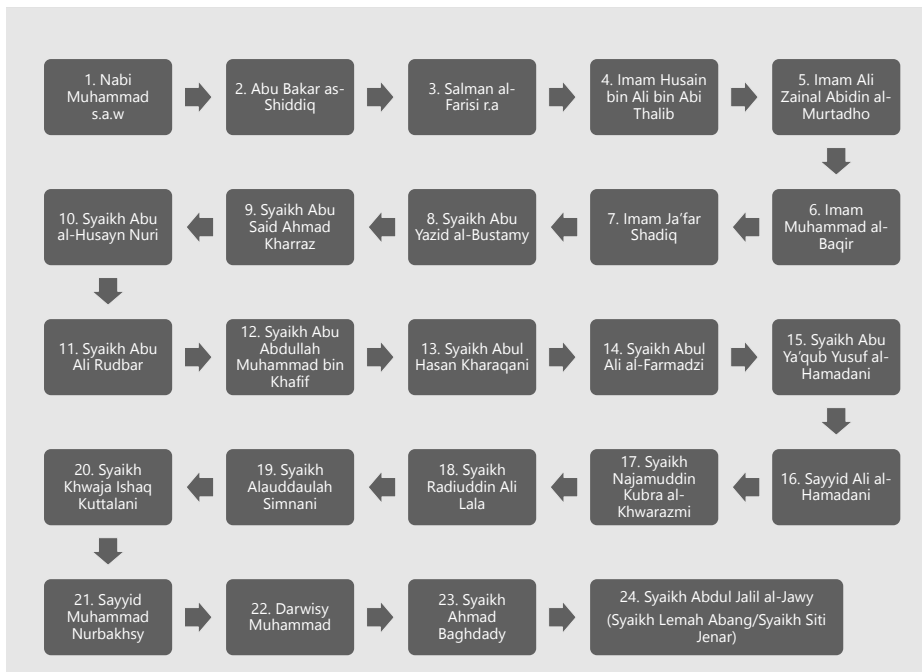 1. Nabi
Muhammad
s.a.w
2. Abu Bakar as-
Shiddiq
3. Salman al-
Farisi r.a
4. Imam Husain
bin Ali bin Abi
Thalib
5. Imam Ali
Zainal Abidin al-
Murtadho
6. Imam
Muhammad al-
Baqir
7. Imam Ja’far
Shadiq
8. Syaikh Abu
Yazid al-Bustamy
9. Syaikh Abu
Said Ahmad
Kharraz
10. Syaikh Abu
al-Husayn Nuri
11. Syaikh Abu
Ali Rudbar
12. Syaikh Abu
Abdullah
Muhammad bin
Khafif
13. Syaikh Abul
Hasan Kharaqani
14. Syaikh Abul
Ali al-Farmadzi
15. Syaikh Abu
Ya’qub Yusuf al-
Hamadani
16. Sayyid Ali al-
Hamadani
17. Syaikh
Najamuddin
Kubra al-
Khwarazmi
18. Syaikh
Radiuddin Ali
Lala
19. Syaikh
Alauddaulah
Simnani
20. Syaikh
Khwaja Ishaq
Kuttalani
21. Sayyid
Muhammad
Nurbakhsy
22. Darwisy
Muhammad
23. Syaikh
Ahmad
Baghdady
24. Syaikh Abdul Jalil al-Jawy
(Syaikh Lemah Abang/Syaikh Siti
Jenar)